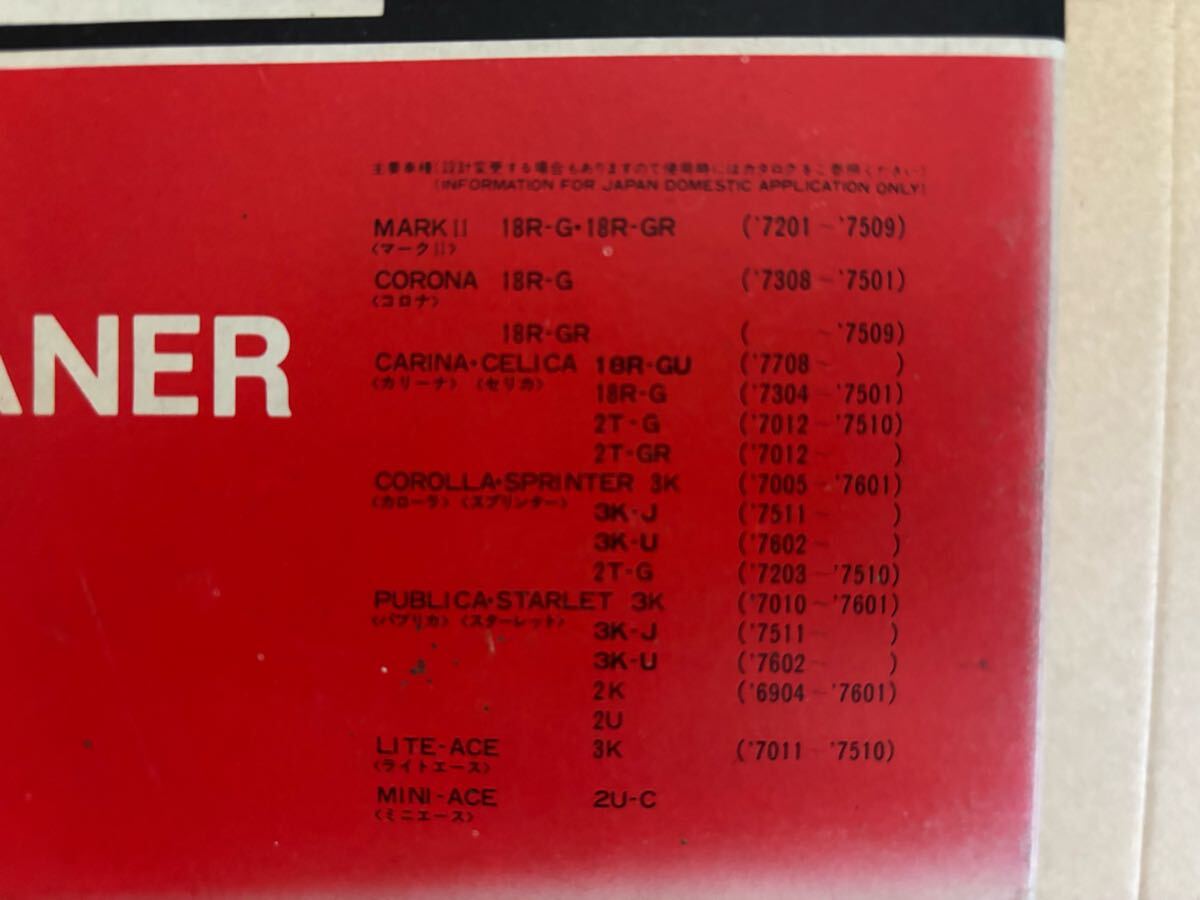 ANER
主要車種(設計変更する場合もありますので使用時にはカタログをご参照ください)
(INFORMATION FOR JAPAN DOMESTIC APPLICATION ONLY)
MARK II 18R-G・18R-GR ('7201~'7509)
<マークII>
CORONA 18R-G ('7308~'7501)
<コロナ>
18R-GR ( ~'7509)
CARINA・CELICA 18R-GU ('7708~ )
<カリーナ> <セリカ>
18R-G ('7304~'7501)
2T-G ('7012~'7510)
2T-GR ('7012~ )
COROLLA・SPRINTER 3K ('7005~'7601)
<カローラ> <スプリンター>
3K-J ('7511~ )
3K-U ('7602~ )
2T-G ('7203~'7510)
PUBLICA・STARLET 3K ('7010~'7601)
<パブリカ> <スターレット>
3K-J ('7511~ )
3K-U ('7602~ )
2K ('6904~'7601)
2U
LITE-ACE 3K ('7011~'7510)
<ライトエース>
MINI-ACE 2U-C
<ミニエース>